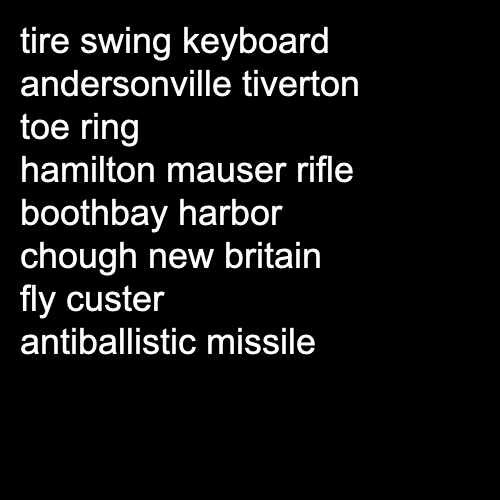 tire swing keyboard
andersonville tiverton
toe ring
hamilton mauser rifle
boothbay harbor
chough new britain
fly custer
antiballistic missile